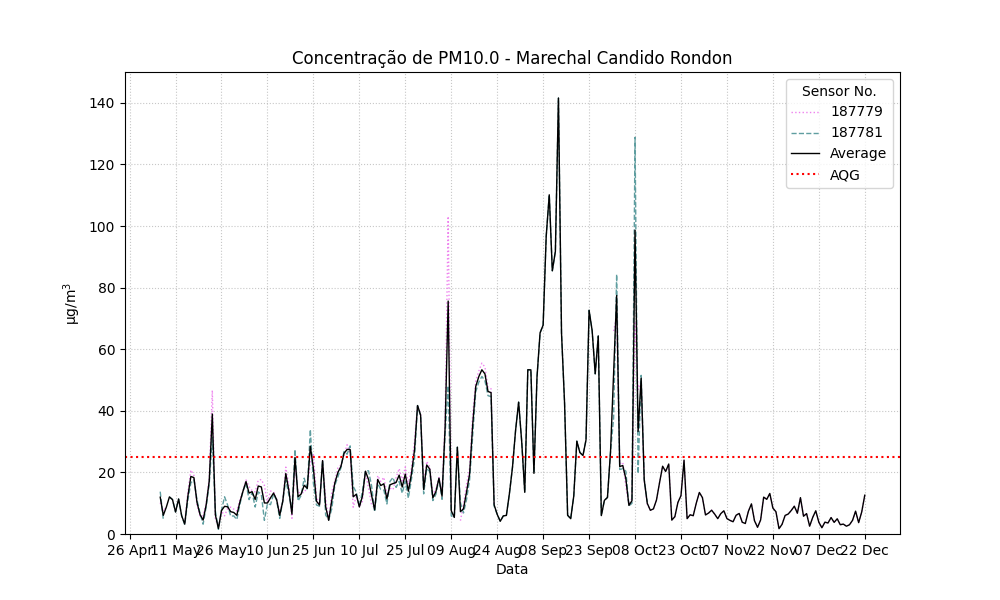 Concentração de PM10.0 - Marechal Candido Rondon
Sensor No.
187779
187781
Average
AQG
140
120
100
80
60
40
20
0
µg/m³
26 Apr 11 May 26 May 10 Jun 25 Jun 10 Jul 25 Jul 09 Aug 24 Aug 08 Sep 23 Sep 08 Oct 23 Oct 07 Nov 22 Nov 07 Dec 22 Dec
Data